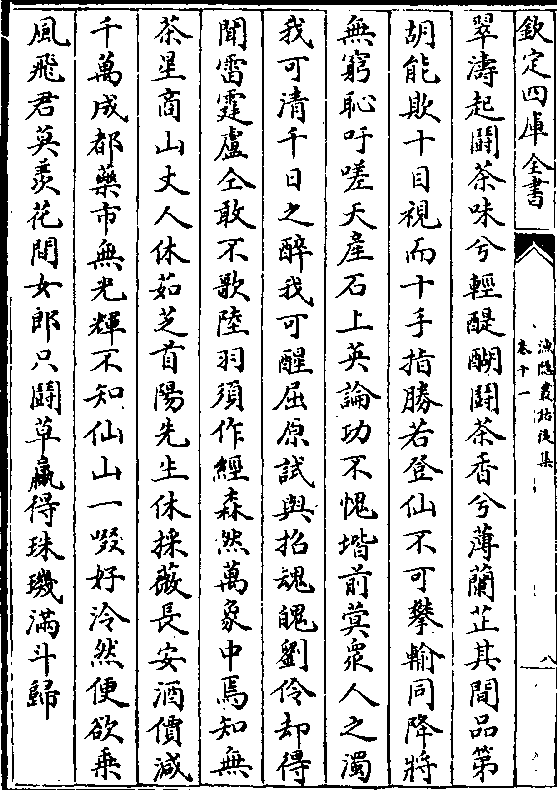 欽定四庫全書
漁隱叢話後集
卷十一
八
翠濤起鬪茶味兮輕醍醐鬪茶香兮薄蘭芷其間品第
胡能欺十目視而十手指勝若登仙不可攀輸同降將
無窮恥吁嗟天產石上英論功不愧堦前蓂衆人之濁
我可清千日之醉我可醒屈原試與招魂魄劉伶却得
聞雷霆盧仝敢不歌陸羽須作經森然萬象中焉知無
茶星商山丈人休茹芝首陽先生休採薇長安酒價減
千萬成都藥市無光輝不知仙山一啜好泠然便欲乗
風飛君莫羨花間女郎只鬪草贏得珠璣滿斗歸